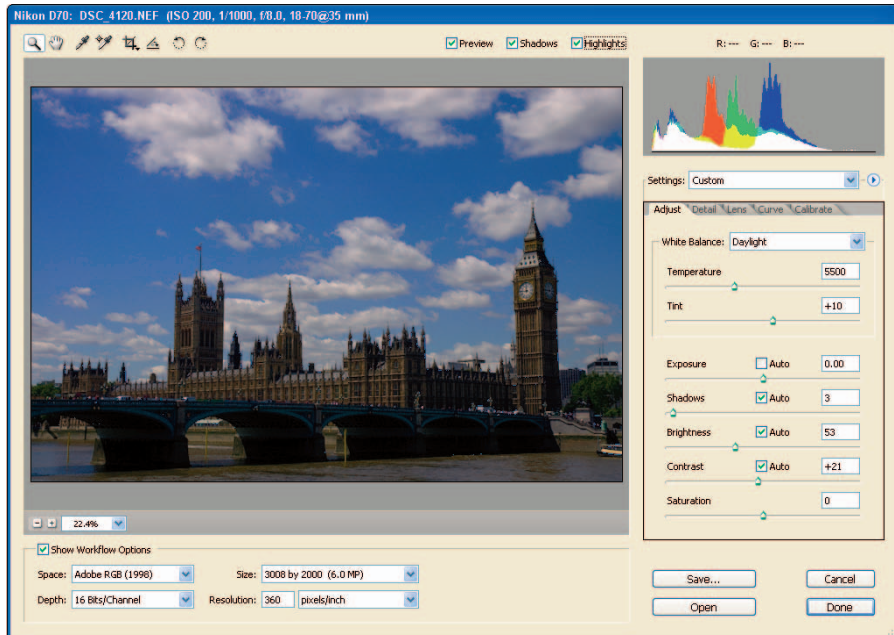 Nikon D70: DSC_4120.NEF (ISO 200, 1/1000, f/8.0, 18-70@35 mm)
Preview Shadows Highlights
R: --- G: --- B: ---
Settings: Custom
Adjust Detail Lens Curve Calibrate
White Balance: Daylight
Temperature 5500
Tint +10
Exposure Auto 0.00
Shadows Auto 3
Brightness Auto 53
Contrast Auto +21
Saturation 0
22.4%
Show Workflow Options
Space: Adobe RGB (1998) Size: 3008 by 2000 (6.0 MP)
Depth: 16 Bits/Channel Resolution: 360 pixels/inch
Save... Cancel
Open Done